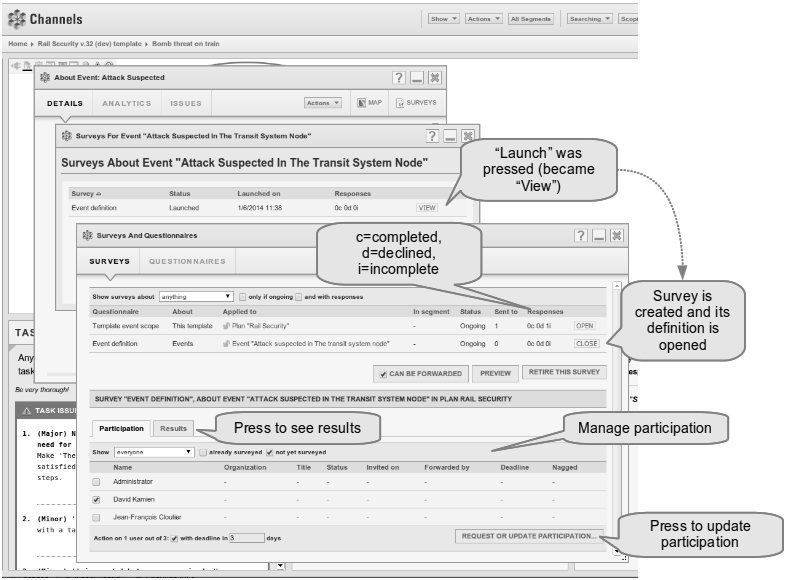 Channels
Show
Actions
All Segments
Searching
Home Rail Security v.32 (dev) template Bomb threat on train
About Event: Attack Suspected
?
DETAILS ANALYTICS ISSUES Actions MAP SURVEYS
Surveys For Event "Attack Suspected In The Transit System Node"
?
Surveys About Event "Attack Suspected In The Transit System Node"
Survey Status Launched on Responses
Event definition Launched 1/6/2014 11:38 0c 0d 0i VIEW
“Launch” was
pressed (became
“View”)
Surveys And Questionnaires
?
SURVEYS QUESTIONNAIRES
c=completed,
d=declined,
i=incomplete
Survey is
created and its
definition is
opened
Show surveys about anything only if ongoing and with responses
Questionnaire About Applied to In segment Status Sent to Responses
Template event scope This template Plan "Rail Security" - Ongoing 1 0c 0d 1i OPEN
Event definition Events Event "Attack suspected in The transit system node" - Ongoing 0 0c 0d 0i CLOSE
CAN BE FORWARDED PREVIEW RETIRE THIS SURVEY
SURVEY "EVENT DEFINITION", ABOUT EVENT "ATTACK SUSPECTED IN THE TRANSIT SYSTEM NODE" IN PLAN RAIL SECURITY
Participation Results
Press to see results
Manage participation
Show everyone already surveyed not yet surveyed
Name Organization Title Status Invited on Forwarded by Deadline Nagged
Administrator - - - - - - -
David Kamien - - - - - - -
Jean-François Cloutier - - - - - - -
Action on 1 user out of 3: with deadline in 3 days REQUEST OR UPDATE PARTICIPATION...
Press to update
participation
TAS
Any
task
Be very thorough!
TASK ISSU
1. (Major) N
need for
Make 'The
satisfied
steps.
2. (Minor) '
with a ta